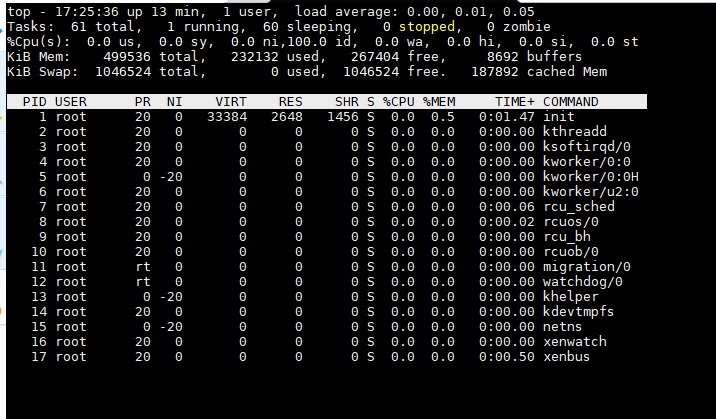 top - 17:25:36 up 13 min,  1 user,  load average: 0.00, 0.01, 0.05
Tasks:  61 total,   1 running,  60 sleeping,   0 stopped,   0 zombie
%Cpu(s):  0.0 us,  0.0 sy,  0.0 ni,100.0 id,  0.0 wa,  0.0 hi,  0.0 si,  0.0 st
KiB Mem:    499536 total,   232132 used,   267404 free,     8692 buffers
KiB Swap:  1046524 total,        0 used,  1046524 free.   187892 cached Mem
PID USER      PR  NI    VIRT    RES    SHR S %CPU %MEM     TIME+ COMMAND
1 root      20   0   33384   2648   1456 S  0.0  0.5   0:01.47 init
2 root      20   0       0      0      0 S  0.0  0.0   0:00.00 kthreadd
3 root      20   0       0      0      0 S  0.0  0.0   0:00.00 ksoftirqd/0
4 root      20   0       0      0      0 S  0.0  0.0   0:00.00 kworker/0:0
5 root       0 -20       0      0      0 S  0.0  0.0   0:00.00 kworker/0:0H
6 root      20   0       0      0      0 S  0.0  0.0   0:00.00 kworker/u2:0
7 root      20   0       0      0      0 S  0.0  0.0   0:00.06 rcu_sched
8 root      20   0       0      0      0 S  0.0  0.0   0:00.02 rcuos/0
9 root      20   0       0      0      0 S  0.0  0.0   0:00.00 rcu_bh
10 root      20   0       0      0      0 S  0.0  0.0   0:00.00 rcuob/0
11 root      rt   0       0      0      0 S  0.0  0.0   0:00.00 migration/0
12 root      rt   0       0      0      0 S  0.0  0.0   0:00.00 watchdog/0
13 root       0 -20       0      0      0 S  0.0  0.0   0:00.00 khelper
14 root      20   0       0      0      0 S  0.0  0.0   0:00.00 kdevtmpfs
15 root       0 -20       0      0      0 S  0.0  0.0   0:00.00 netns
16 root      20   0       0      0      0 S  0.0  0.0   0:00.00 xenwatch
17 root      20   0       0      0      0 S  0.0  0.0   0:00.50 xenbus